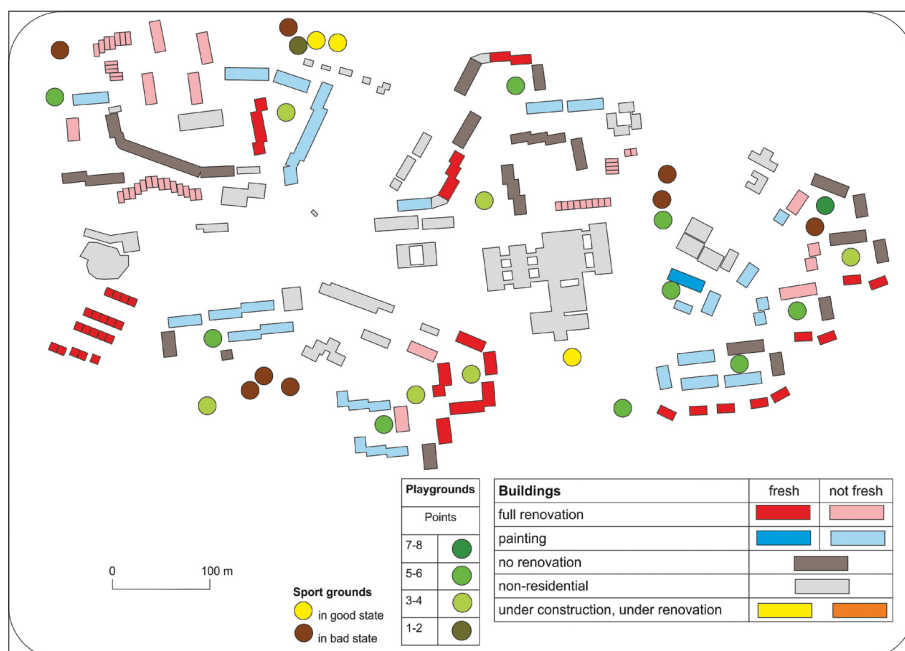 0 100 m
Sport grounds
in good state
in bad state
Playgrounds
Points
7-8
5-6
3-4
1-2
Buildings fresh not fresh
full renovation
painting
no renovation
non-residential
under construction, under renovation